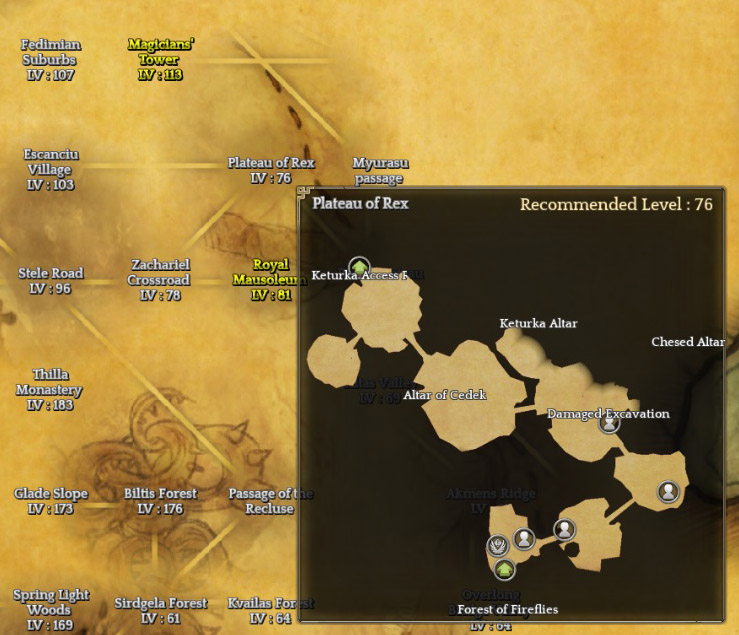 Fedimian
Suburbs
LV : 107
Magicians'
Tower
LV : 113
Escanciu
Village
LV : 103
Plateau of Rex
LV : 76
Myurasu
passage
Plateau of Rex
Recommended Level : 76
Stele Road
LV : 96
Zachariel
Crossroad
LV : 78
Royal
Mausoleum
LV : 81
Keturka Access
Keturka Altar
Chesed Altar
Thilla
Monastery
LV : 183
Altar of Cedek
Damaged Excavation
Glade Slope
LV : 173
Biltis Forest
LV : 176
Passage of the
Recluse
Akmens Ridge
LV
Spring Light
Woods
LV : 169
Sirdgela Forest
LV : 61
Kvailas Forest
LV : 64
Forest of Fireflies
LV : 64